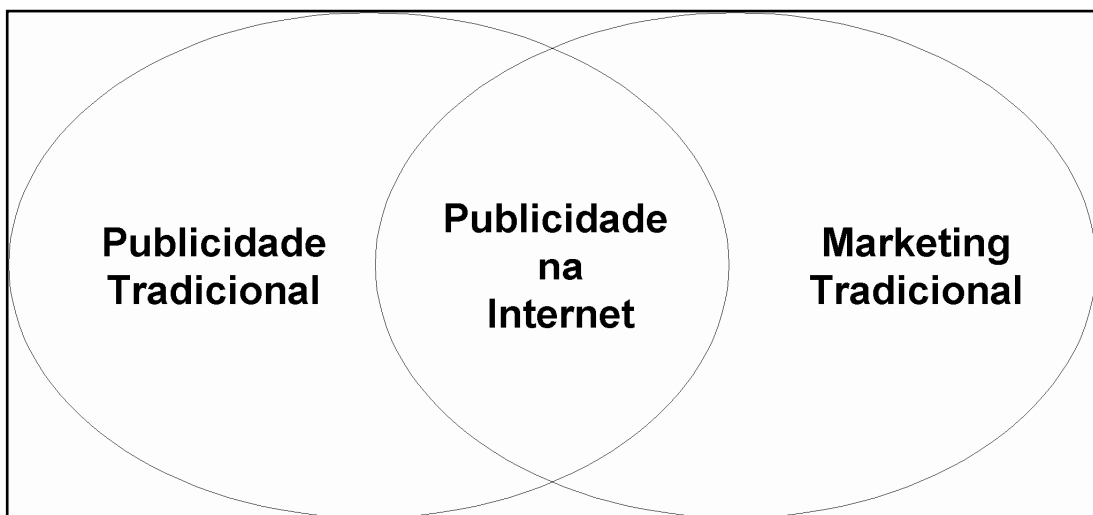 Publicidade
Tradicional
Publicidade
na
Internet
Marketing
Tradicional